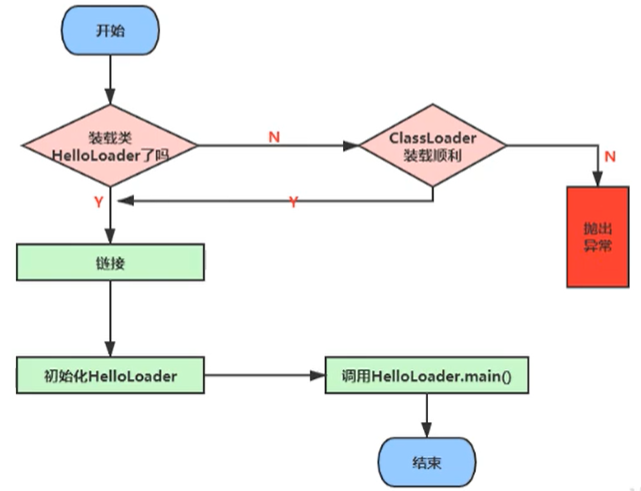 开始
装载类
HelloLoader了吗
N
ClassLoader
装载顺利
N
Y
Y
抛出
异常
链接
初始化HelloLoader
调用HelloLoader.main()
结束